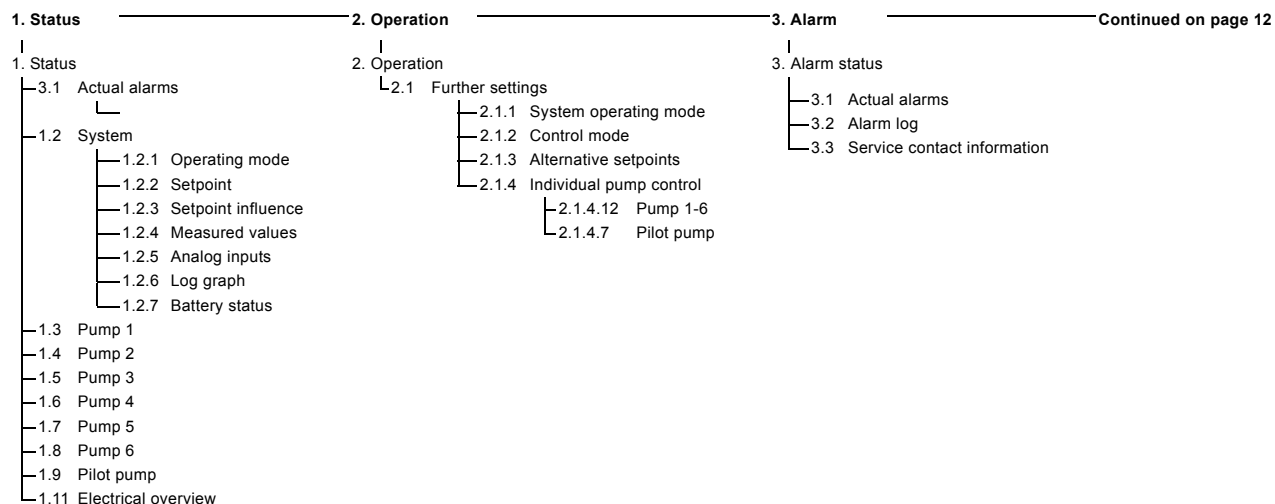 1. Status
2. Operation
3. Alarm
Continued on page 12
1. Status
3.1 Actual alarms
1.2 System
1.2.1 Operating mode
1.2.2 Setpoint
1.2.3 Setpoint influence
1.2.4 Measured values
1.2.5 Analog inputs
1.2.6 Log graph
1.2.7 Battery status
1.3 Pump 1
1.4 Pump 2
1.5 Pump 3
1.6 Pump 4
1.7 Pump 5
1.8 Pump 6
1.9 Pilot pump
1.11 Electrical overview
2. Operation
2.1 Further settings
2.1.1 System operating mode
2.1.2 Control mode
2.1.3 Alternative setpoints
2.1.4 Individual pump control
2.1.4.12 Pump 1-6
2.1.4.7 Pilot pump
3. Alarm status
3.1 Actual alarms
3.2 Alarm log
3.3 Service contact information